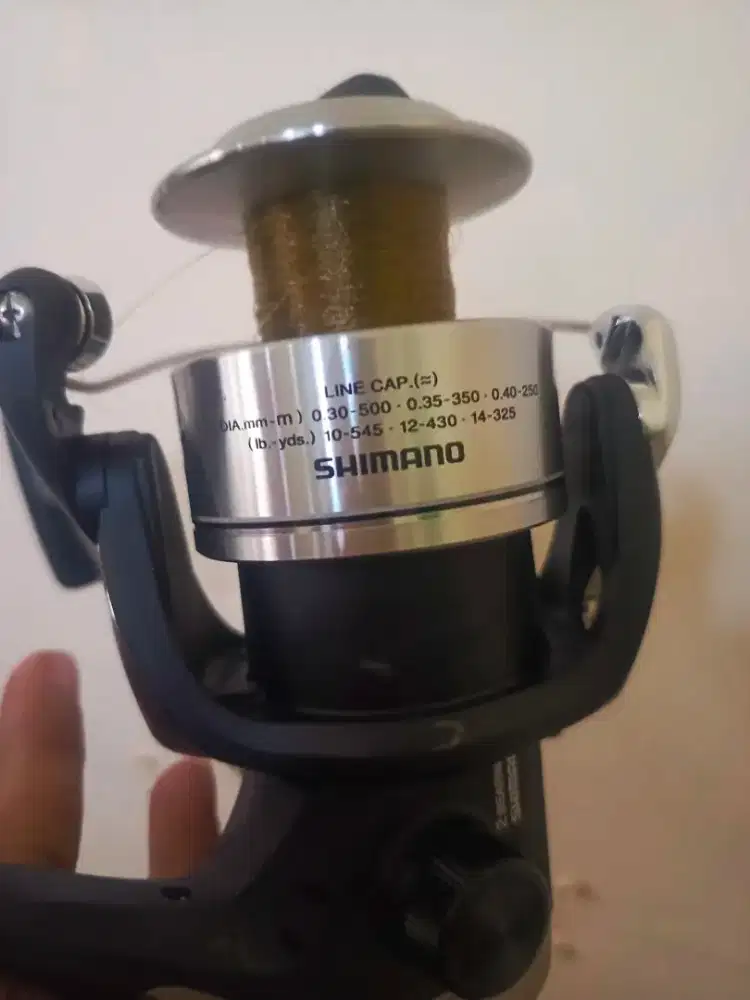 LINE CAP.(≈)
DIA.mm-m) 0.30-500・0.35-350・0.40-250
(lb.-yds.) 10-545・12-430・14-325
SHIMANO